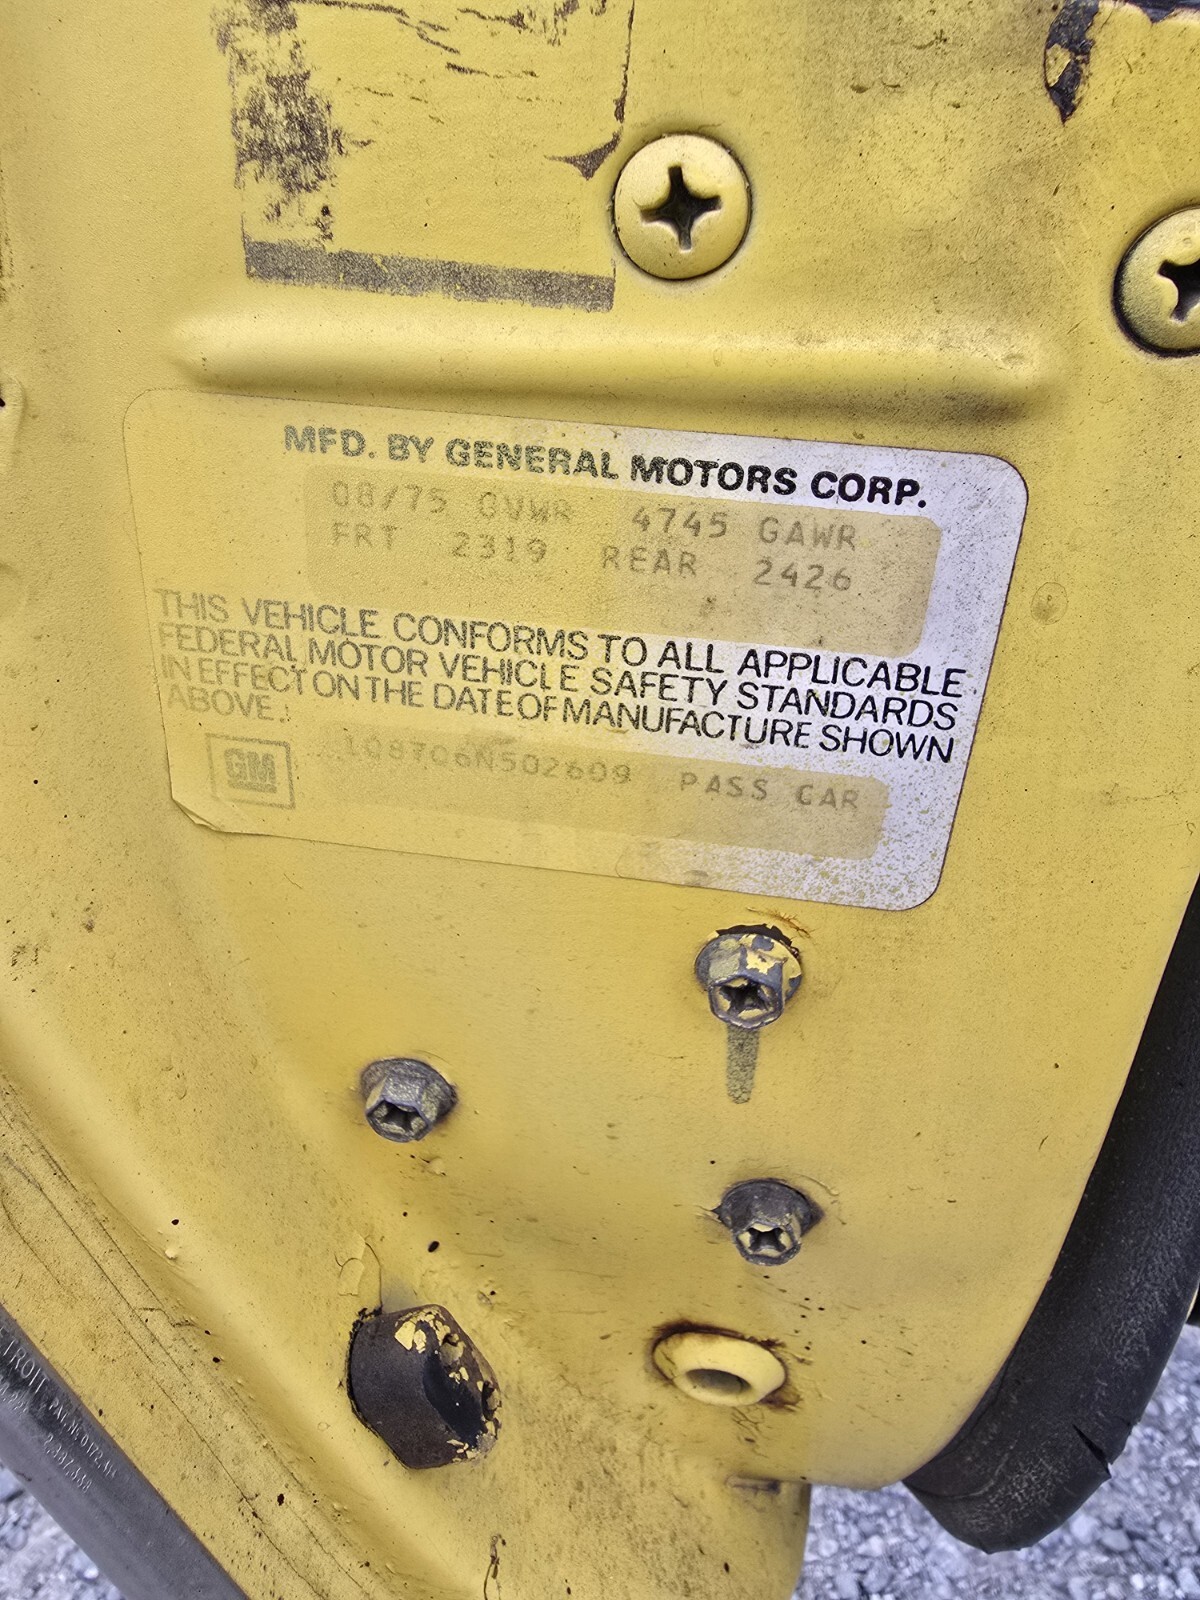 MFD. BY GENERAL MOTORS CORP.
08/75 GVWR 4745 GAWR
FRT 2319 REAR 2426
THIS VEHICLE CONFORMS TO ALL APPLICABLE
FEDERAL MOTOR VEHICLE SAFETY STANDARDS
IN EFFECT ON THE DATE OF MANUFACTURE SHOWN
ABOVE.
GM 1Q87C6N502609 PASS CAR